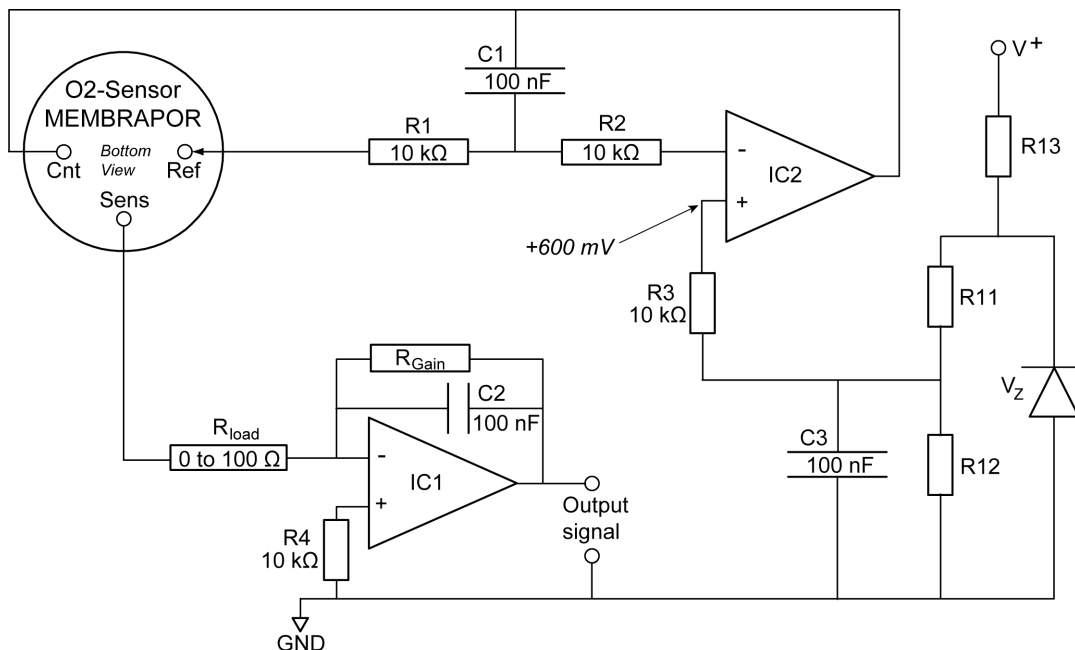 O2-Sensor
MEMBRAPOR
Bottom
View
Cnt
Ref
Sens
C1
100 nF
R1
10 kΩ
R2
10 kΩ
-
+
IC2
+600 mV
R3
10 kΩ
V+
R13
R11
VZ
R12
C3
100 nF
RGain
C2
100 nF
Rload
0 to 100 Ω
-
+
IC1
R4
10 kΩ
Output
signal
GND